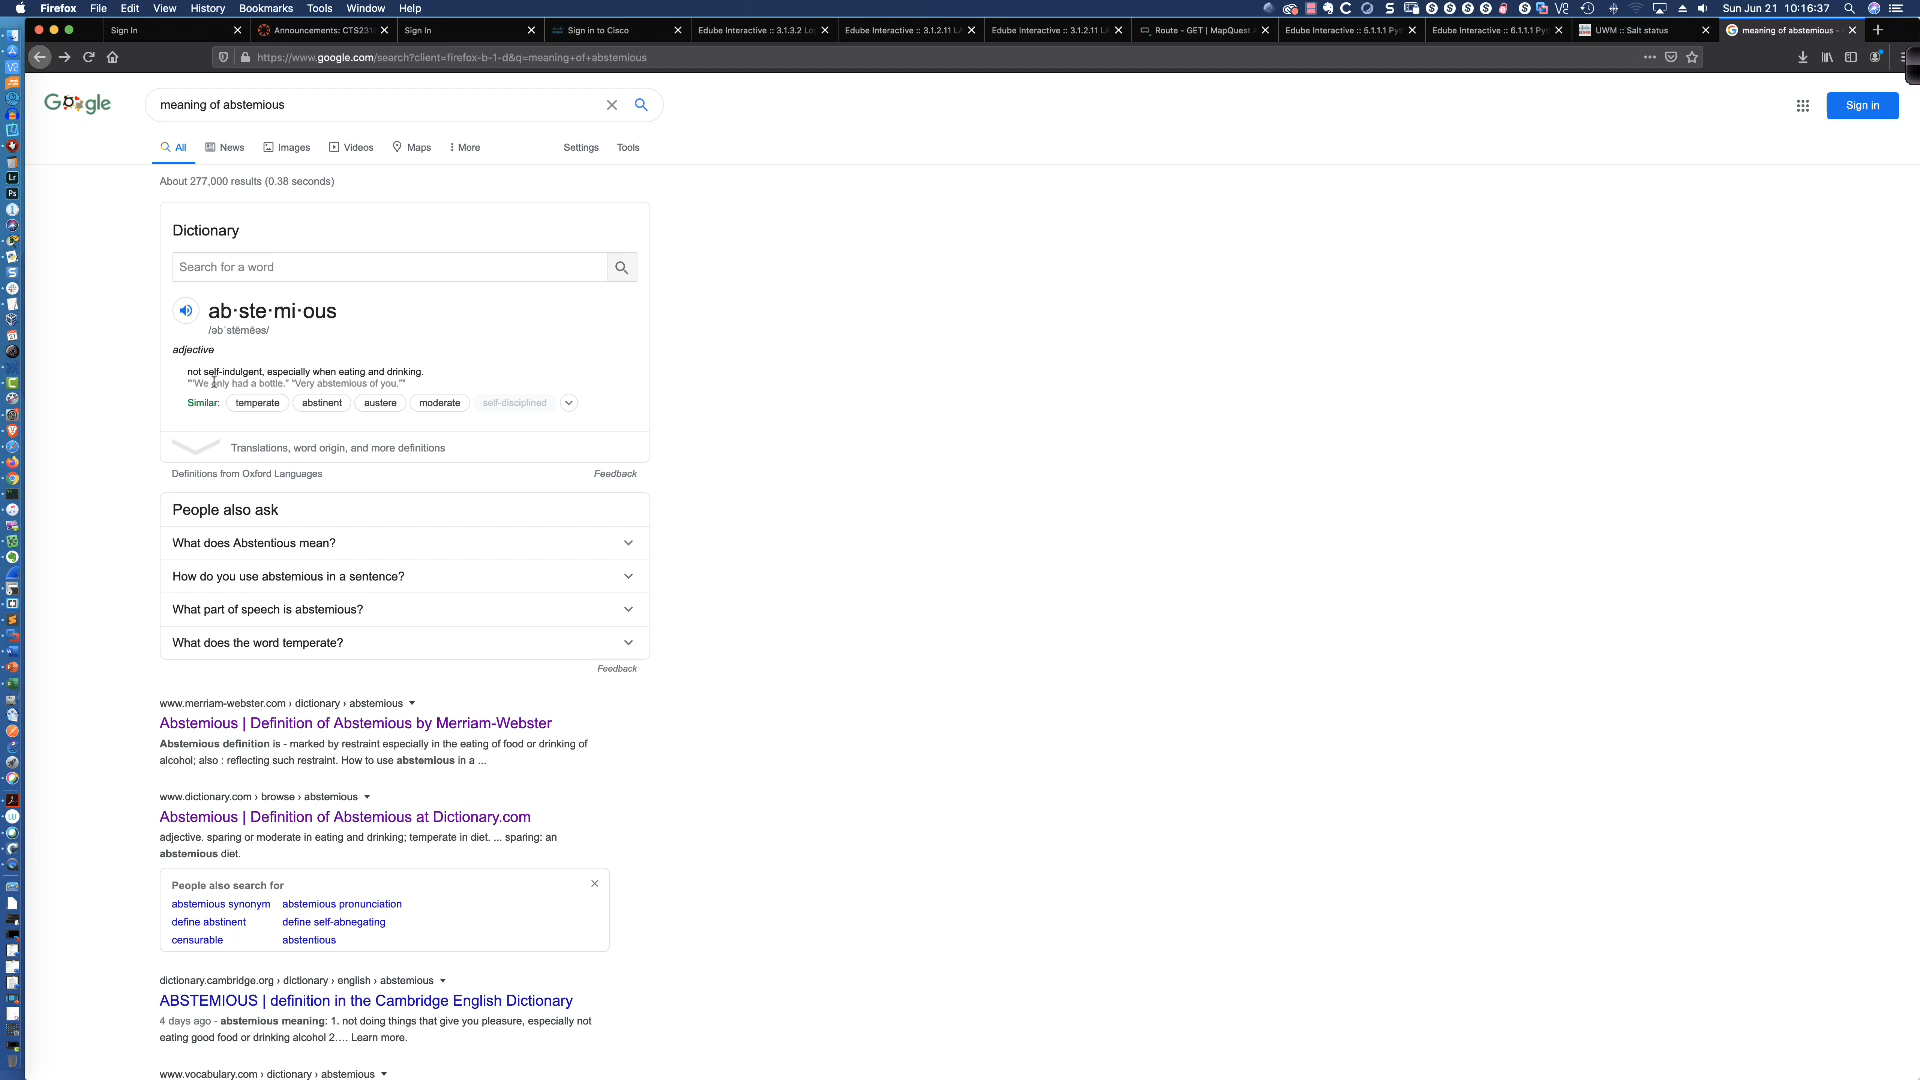 Firefox File Edit View History Bookmarks Tools Window Help
Sun Jun 21 10:16:37
Sign In
Announcements: CTS231
Sign In
Sign in to Cisco
Edube Interactive :: 3.1.3.2 Lo
Edube Interactive :: 3.1.2.11 LA
Edube Interactive :: 3.1.2.11 LA
Route - GET | MapQuest
Edube Interactive :: 6.1.1.1 Pyt
Edube Interactive :: 6.1.1.1 Pyt
UWM :: Salt status
meaning of abstemious -
https://www.google.com/search?client=firefox-b-1-d&q=meaning+of+abstemious
Google
meaning of abstemious
Sign in
All News Images Videos Maps More Settings Tools
About 277,000 results (0.38 seconds)
Dictionary
Search for a word
ab·ste·mi·ous
/əbˈstēmēəs/
adjective
not self-indulgent, especially when eating and drinking.
"“We only had a bottle.” “Very abstemious of you.”"
Similar: temperate abstinent austere moderate self-disciplined
Translations, word origin, and more definitions
Definitions from Oxford Languages
Feedback
People also ask
What does Abstentious mean?
How do you use abstemious in a sentence?
What part of speech is abstemious?
What does the word temperate?
Feedback
www.merriam-webster.com › dictionary › abstemious
Abstemious | Definition of Abstemious by Merriam-Webster
Abstemious definition is - marked by restraint especially in the eating of food or drinking of
alcohol; also : reflecting such restraint. How to use abstemious in a ...
www.dictionary.com › browse › abstemious
Abstemious | Definition of Abstemious at Dictionary.com
adjective. sparing or moderate in eating and drinking; temperate in diet. ... sparing: an
abstemious diet.
People also search for
abstemious synonym abstemious pronunciation
define abstinent define self-abnegating
censurable abstentious
dictionary.cambridge.org › dictionary › english › abstemious
ABSTEMIOUS | definition in the Cambridge English Dictionary
4 days ago - abstemious meaning: 1. not doing things that give you pleasure, especially not
eating good food or drinking alcohol 2.… Learn more.
www.vocabulary.com › dictionary › abstemious